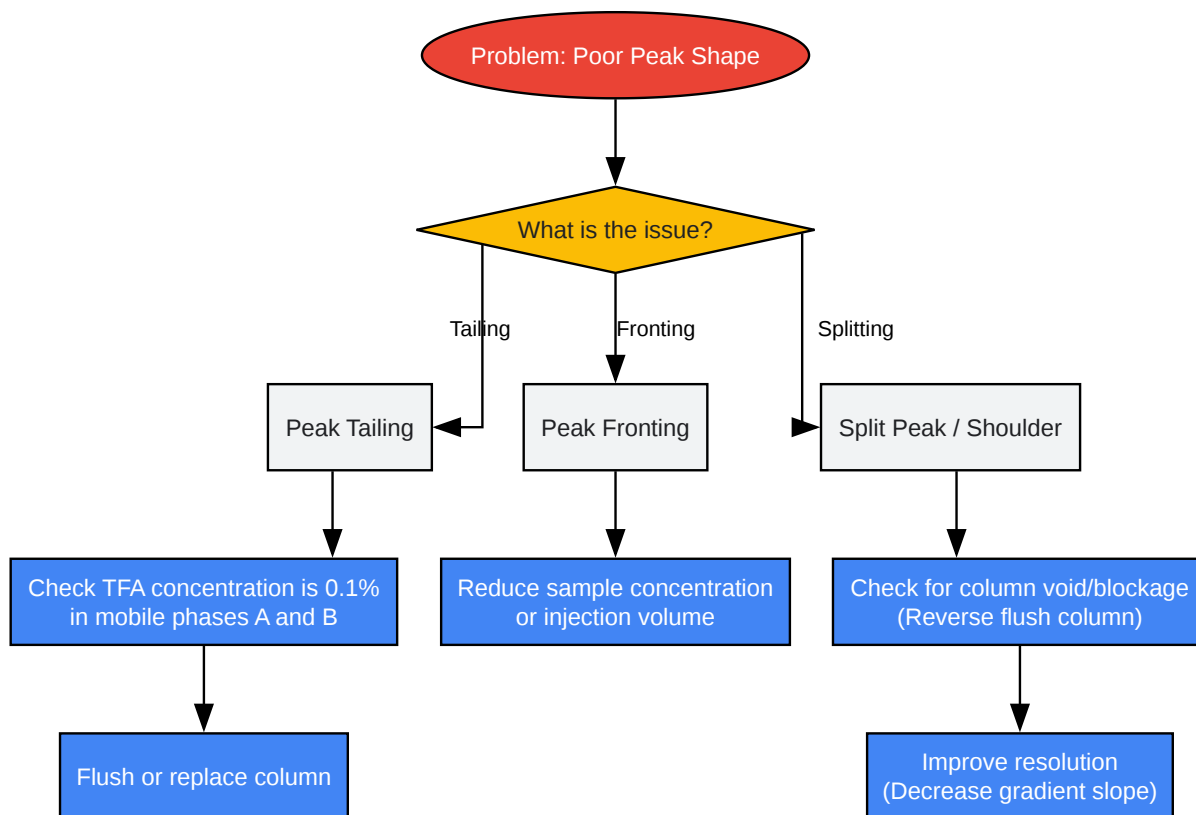 Problem: Poor Peak Shape
What is the issue?
Tailing
Fronting
Splitting
Peak Tailing
Peak Fronting
Split Peak / Shoulder
Check TFA concentration is 0.1%
in mobile phases A and B
Reduce sample concentration
or injection volume
Check for column void/blockage
(Reverse flush column)
Flush or replace column
Improve resolution
(Decrease gradient slope)